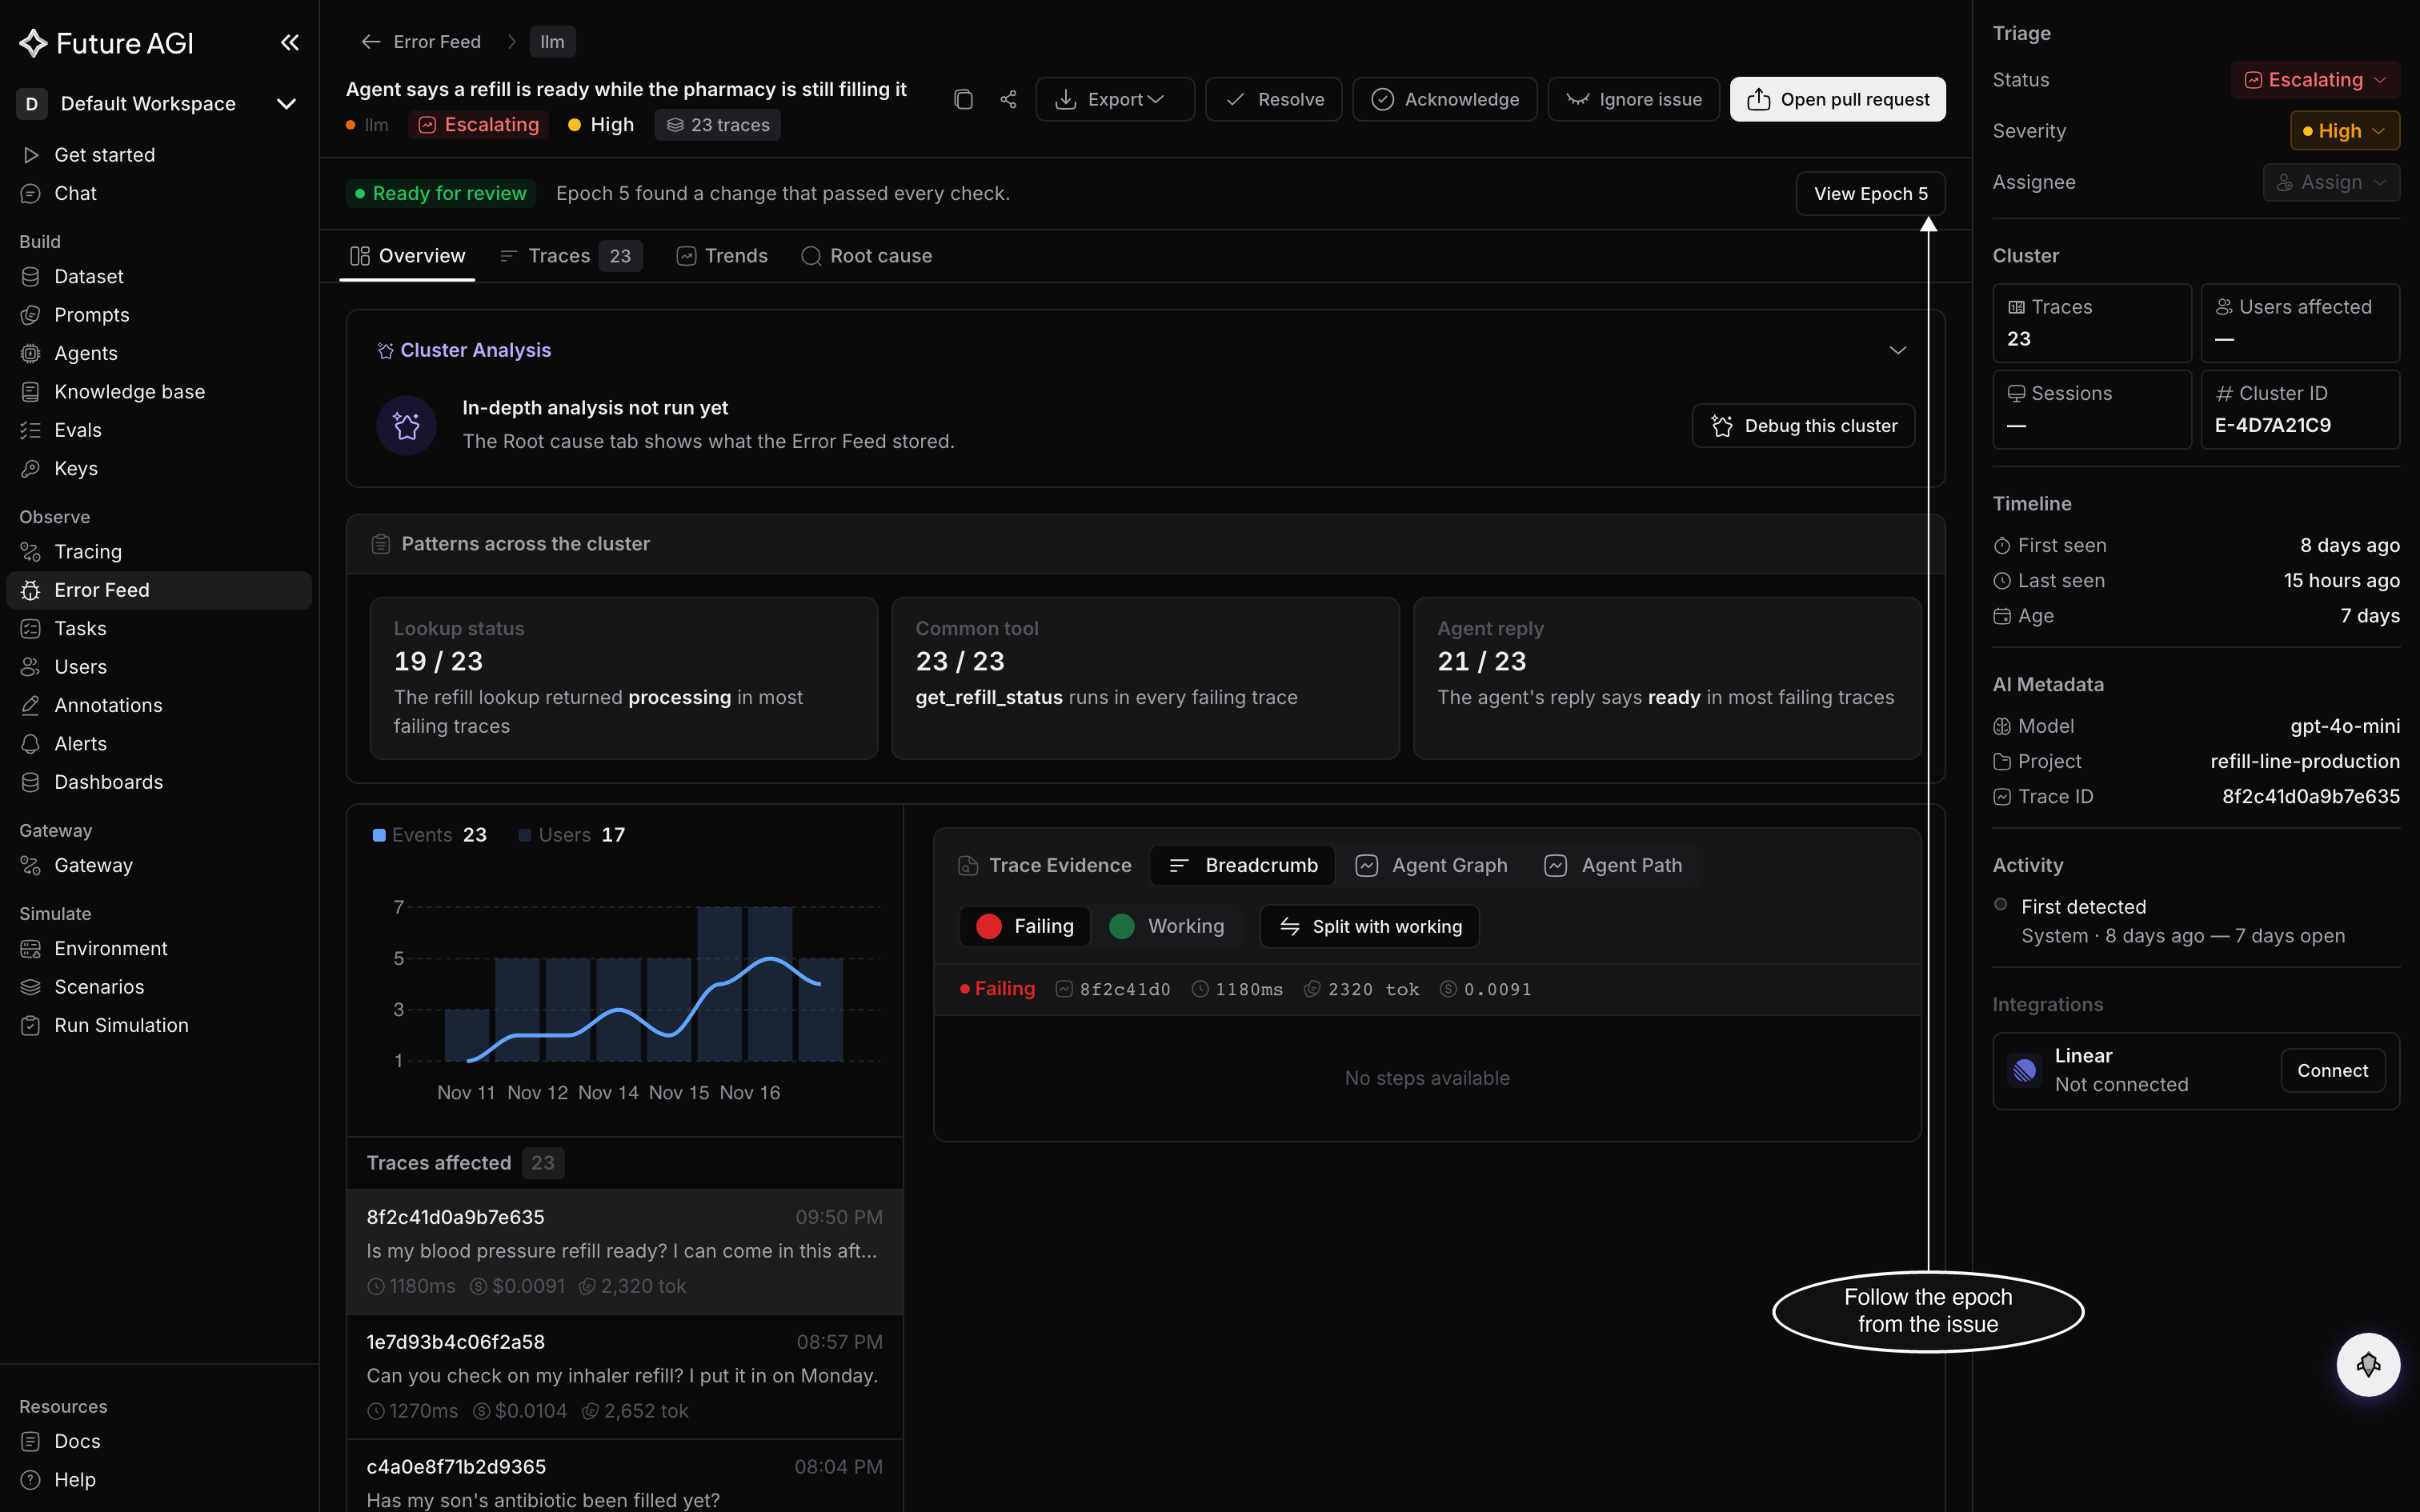 Future AGI
D Default Workspace
Get started
Chat
Build
Dataset
Prompts
Agents
Knowledge base
Evals
Keys
Observe
Tracing
Error Feed
Tasks
Users
Annotations
Alerts
Dashboards
Gateway
Gateway
Simulate
Environment
Scenarios
Run Simulation
Resources
Docs
Help
Error Feed
llm
Agent says a refill is ready while the pharmacy is still filling it
llm Escalating High 23 traces
Export
Resolve
Acknowledge
Ignore issue
Open pull request
Ready for review Epoch 5 found a change that passed every check.
View Epoch 5
Overview Traces 23 Trends Root cause
Cluster Analysis
In-depth analysis not run yet
The Root cause tab shows what the Error Feed stored.
Debug this cluster
Patterns across the cluster
Lookup status
19 / 23
The refill lookup returned processing in most
failing traces
Common tool
23 / 23
get_refill_status runs in every failing trace
Agent reply
21 / 23
The agent's reply says ready in most failing traces
Events 23 Users 17
7
5
3
1
Nov 11 Nov 12 Nov 14 Nov 15 Nov 16
Traces affected 23
8f2c41d0a9b7e635 09:50 PM
Is my blood pressure refill ready? I can come in this aft...
1180ms $0.0091 2,320 tok
1e7d93b4c06f2a58 08:57 PM
Can you check on my inhaler refill? I put it in on Monday.
1270ms $0.0104 2,652 tok
c4a0e8f71b2d9365 08:04 PM
Has my son's antibiotic been filled yet?
Trace Evidence Breadcrumb Agent Graph Agent Path
Failing Working Split with working
Failing 8f2c41d0 1180ms 2320 tok 0.0091
No steps available
Follow the epoch
from the issue
Triage
Status Escalating
Severity High
Assignee Assign
Cluster
Traces
23
Users affected
—
Sessions
—
Cluster ID
E-4D7A21C9
Timeline
First seen 8 days ago
Last seen 15 hours ago
Age 7 days
AI Metadata
Model gpt-4o-mini
Project refill-line-production
Trace ID 8f2c41d0a9b7e635
Activity
First detected
System · 8 days ago — 7 days open
Integrations
Linear
Not connected
Connect